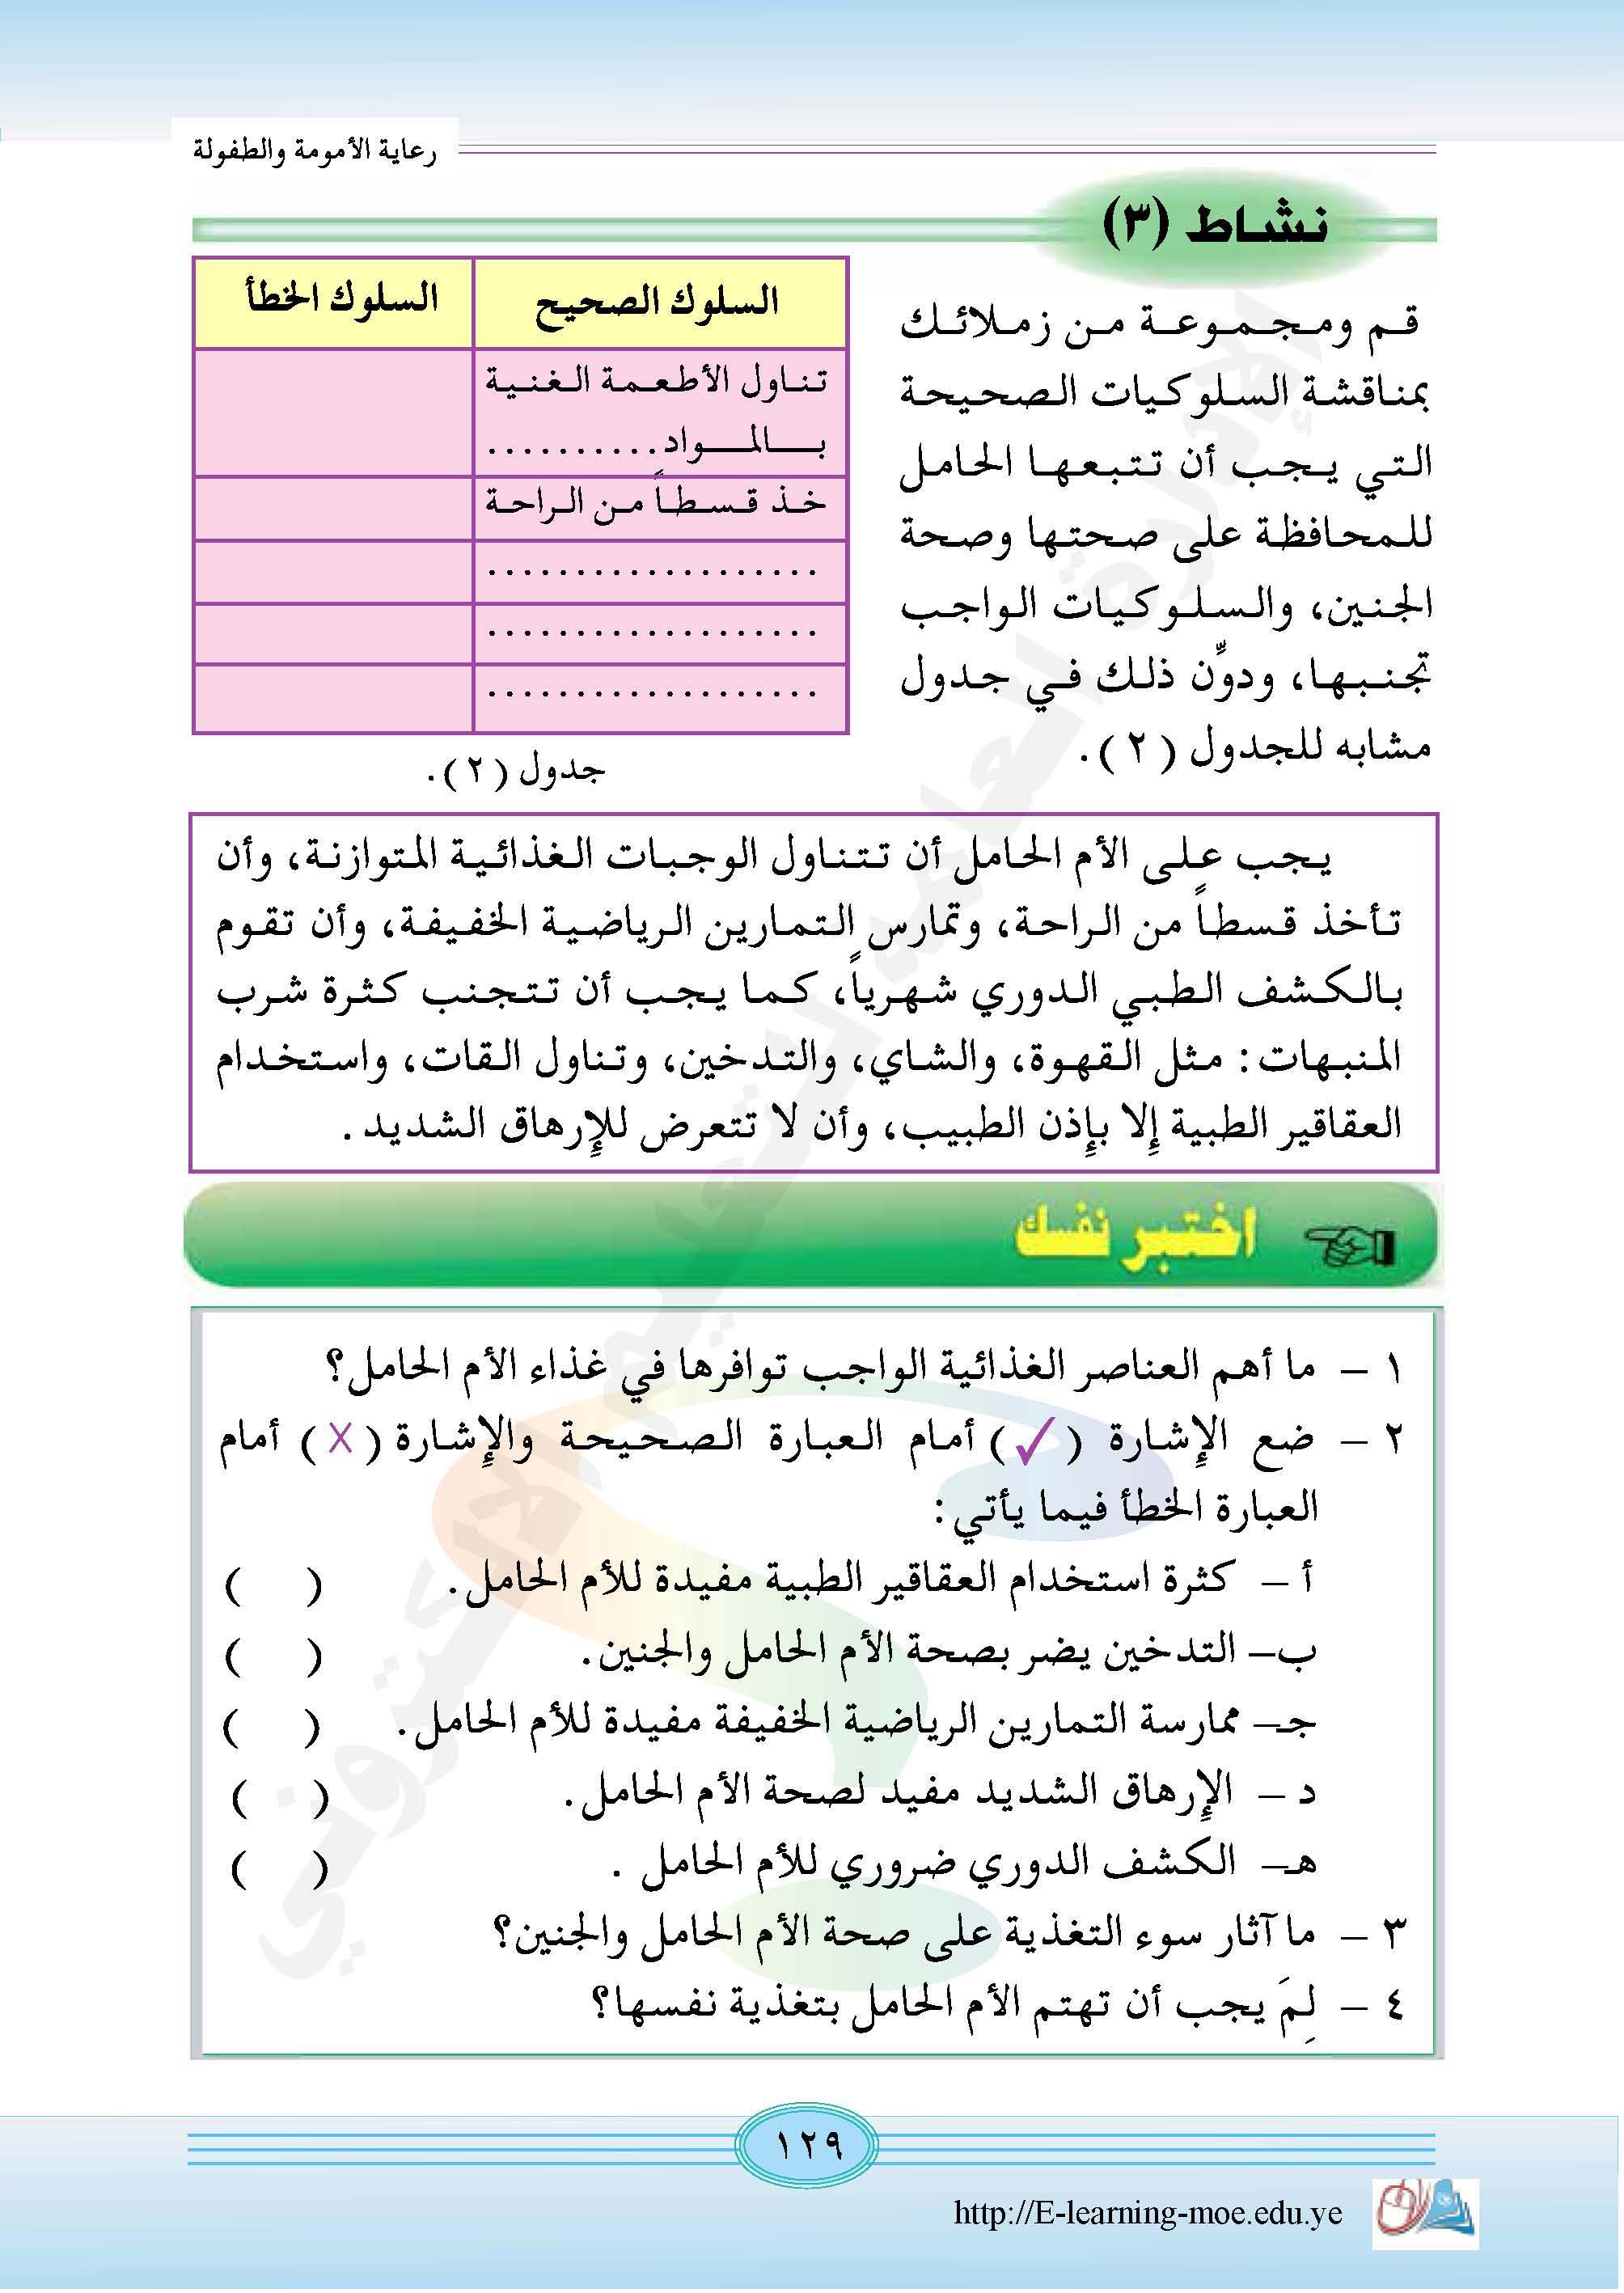 رعاية الأمومة والطفولة
نشاط (٣)
قم ومجموعة من زملائك
بمناقشة السلوكيات الصحيحة
التي يجب أن تتبعها الحامل
للمحافظة على صحتها وصحة
الجنين، والسلوكيات الواجب
تجنبها، ودوِّن ذلك في جدول
مشابه للجدول (٢).
السلوك الصحيح السلوك الخطأ
تناول الأطعمة الغنية
بالمواد..........
خذ قسطاً من الراحة
...................
...................
...................
جدول (٢).
يجب على الأم الحامل أن تتناول الوجبات الغذائية المتوازنة، وأن
تأخذ قسطاً من الراحة، وتمارس التمارين الرياضية الخفيفة، وأن تقوم
بالكشف الطبي الدوري شهرياً، كما يجب أن تتجنب كثرة شرب
المنبهات: مثل القهوة، والشاي، والتدخين، وتناول القات، واستخدام
العقاقير الطبية إلا بإذن الطبيب، وأن لا تتعرض للإرهاق الشديد.
اختبر نفسك
١ – ما أهم العناصر الغذائية الواجب توافرها في غذاء الأم الحامل؟
٢ – ضع الإشارة (✓) أمام العبارة الصحيحة والإشارة (X) أمام
العبارة الخطأ فيما يأتي:
أ – كثرة استخدام العقاقير الطبية مفيدة للأم الحامل. ( )
ب– التدخين يضر بصحة الأم الحامل والجنين. ( )
جـ– ممارسة التمارين الرياضية الخفيفة مفيدة للأم الحامل. ( )
د – الإرهاق الشديد مفيد لصحة الأم الحامل. ( )
هـ– الكشف الدوري ضروري للأم الحامل . ( )
٣ – ما آثار سوء التغذية على صحة الأم الحامل والجنين؟
٤ – لِمَ يجب أن تهتم الأم الحامل بتغذية نفسها؟
١٢٩
http://E-learning-moe.edu.ye
الإدارة العامة للتعليم الإلكتروني